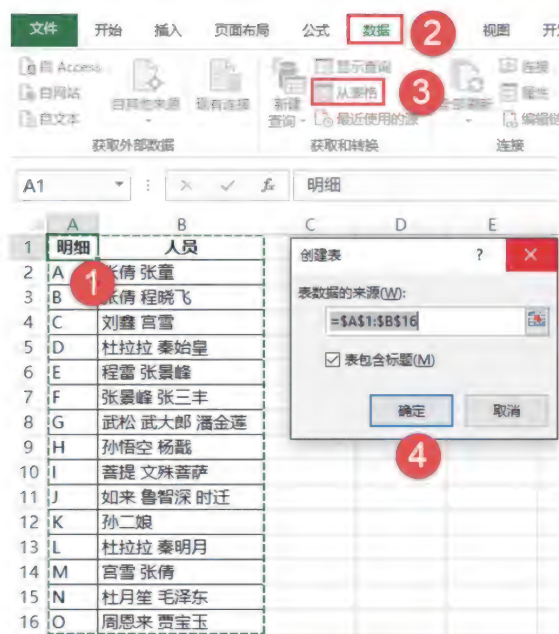 文件 开始 插入 页面布局 公式 数据 2 视图 开
自 Access 显示查询 连接
自网站 自其他来源 现有连接 新建查询 从表格 3 全部刷新 属性
自文本 最近使用的源 编辑链
获取外部数据 获取和转换 连接
A1 fx 明细
A B C D E
1 明细 人员
2 A 张倩 张童
1
3 B 张倩 程晓飞
4 C 刘鑫 宫雪
5 D 杜拉拉 秦始皇
6 E 程雷 张景峰
7 F 张景峰 张三丰
8 G 武松 武大郎 潘金莲
9 H 孙悟空 杨戬
10 I 菩提 文殊菩萨
11 J 如来 鲁智深 时迁
12 K 孙二娘
13 L 杜拉拉 秦明月
14 M 宫雪 张倩
15 N 杜月笙 毛泽东
16 O 周恩来 贾宝玉
创建表 ? ×
表数据的来源(W):
=$A$1:$B$16
表包含标题(M)
确定 取消
4